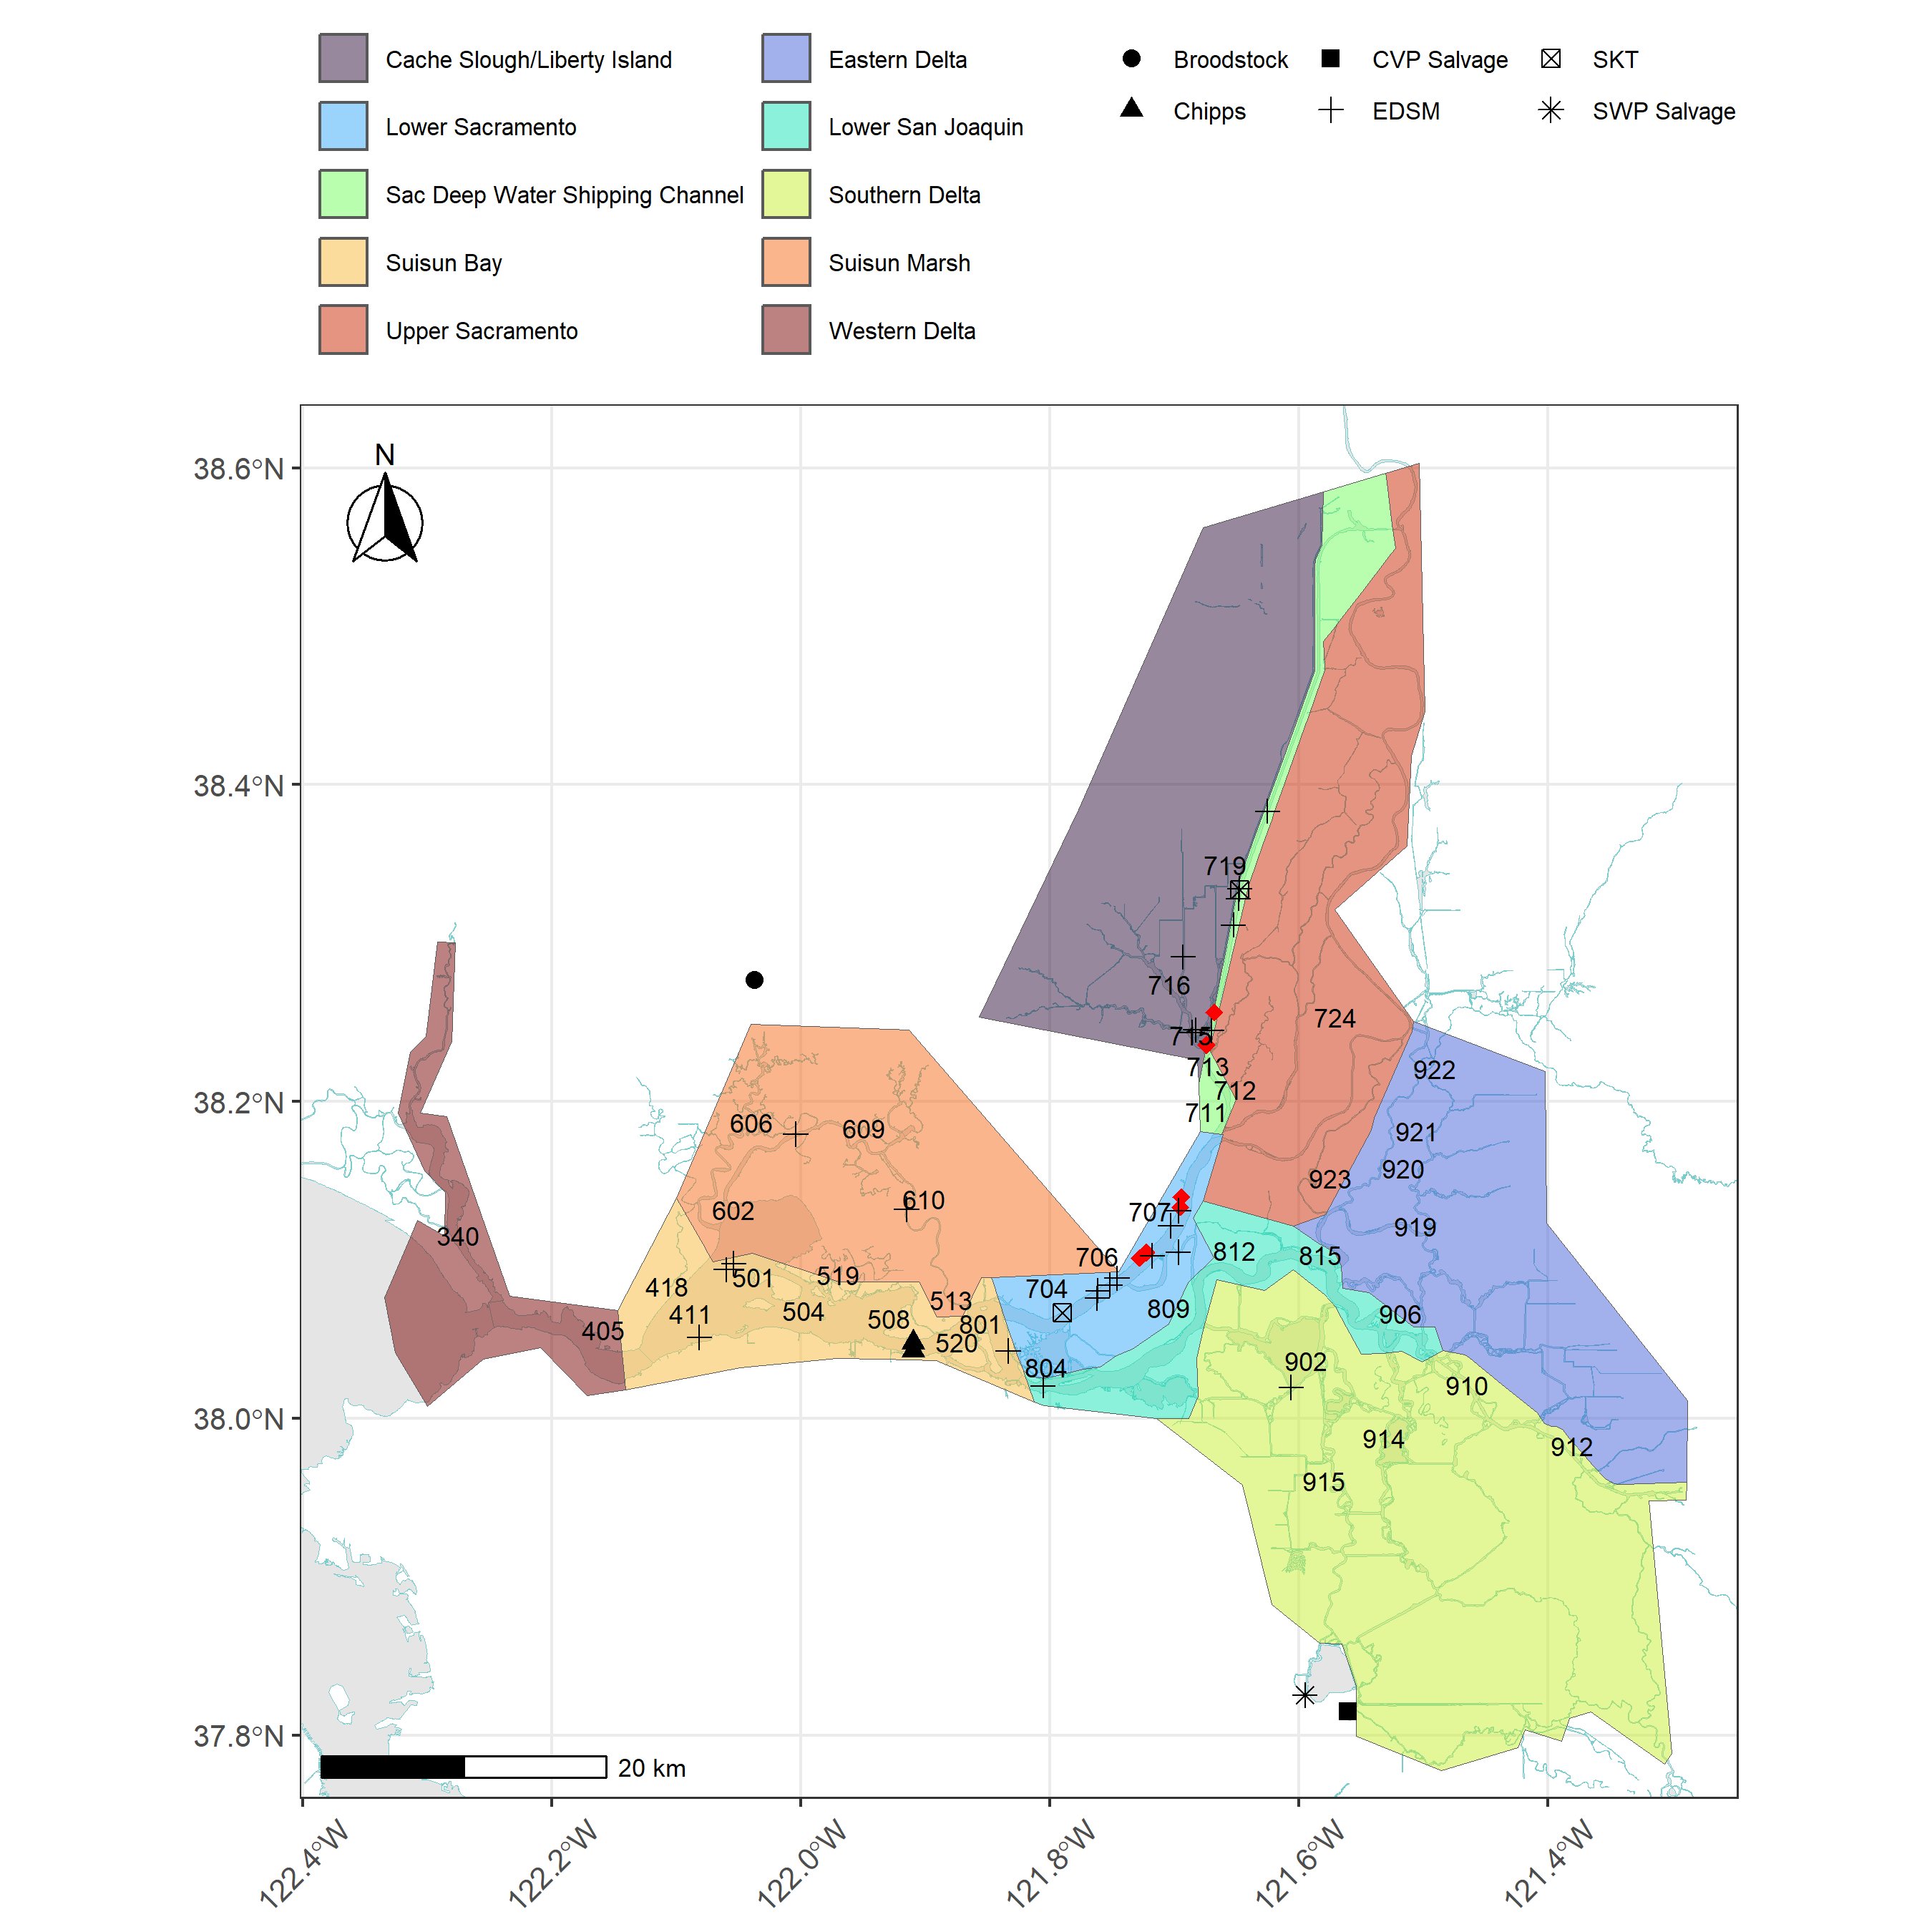 Cache Slough/Liberty Island
Eastern Delta
Broodstock
CVP Salvage
SKT
Lower Sacramento
Lower San Joaquin
Chipps
EDSM
SWP Salvage
Sac Deep Water Shipping Channel
Southern Delta
Suisun Bay
Suisun Marsh
Upper Sacramento
Western Delta
N
38.6°N
38.4°N
719
716
724
715
713
922
712
38.2°N
711
606
609
921
920
923
610
602
707
919
340
812
706
815
519
501
418
704
513
504
809
411
906
508
801
405
520
902
804
910
38.0°N
914
912
915
37.8°N
20 km
122.4°W
122.2°W
122.0°W
121.8°W
121.6°W
121.4°W